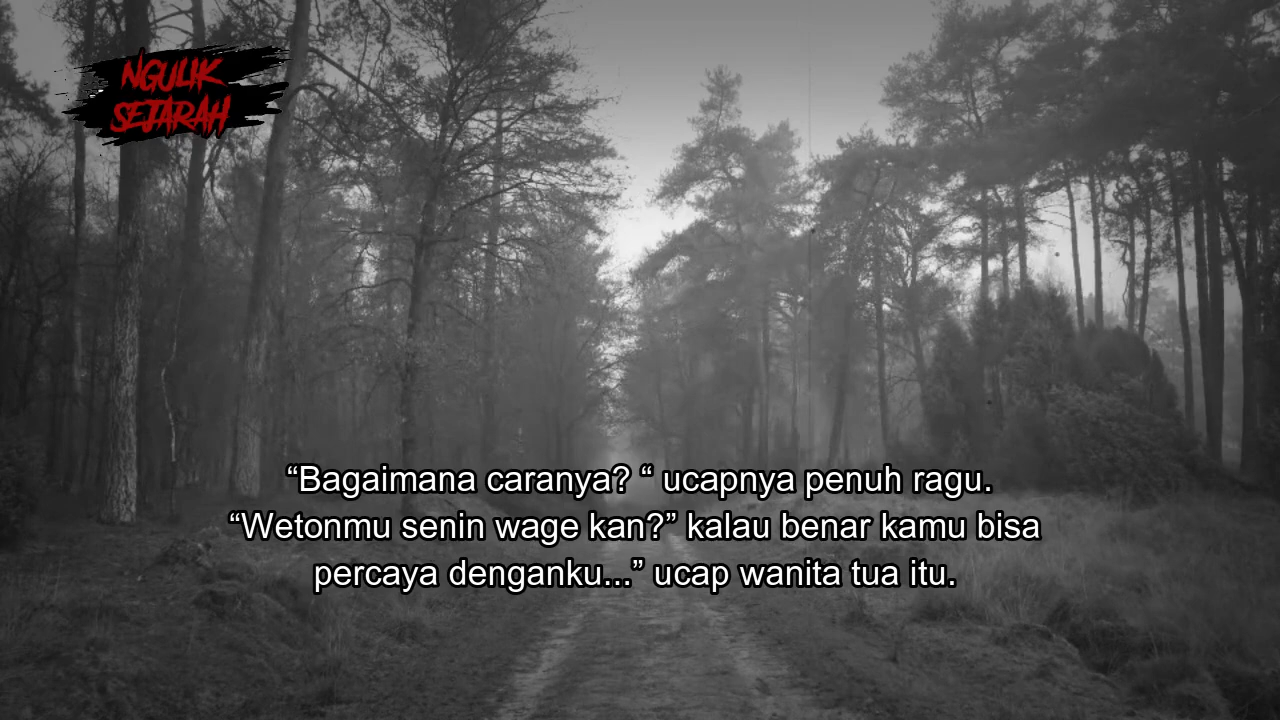 NGULIK
SEJARAH
“Bagaimana caranya? “ ucapnya penuh ragu.
“Wetonmu senin wage kan?” kalau benar kamu bisa
percaya denganku...” ucap wanita tua itu.